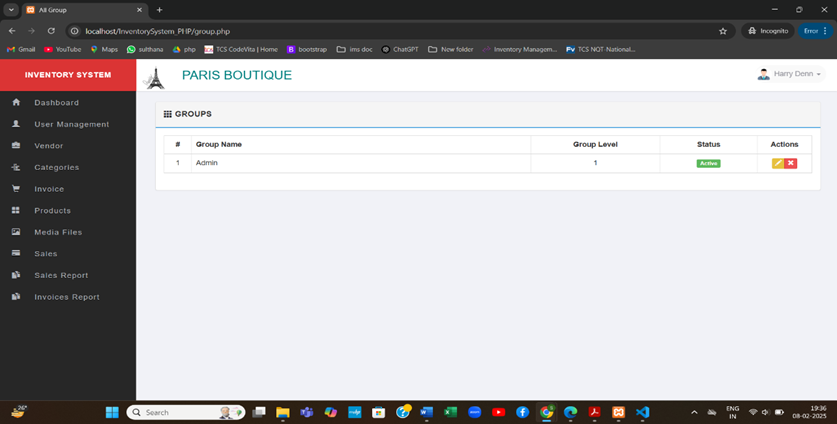 All Group
localhost/InventorySystem_PHP/group.php
Incognito
Error
Gmail
YouTube
Maps
sulthana
php
TCS CodeVita | Home
bootstrap
ims doc
ChatGPT
New folder
Inventory Managem...
TCS NQT-National...
INVENTORY SYSTEM
PARIS BOUTIQUE
Harry Denn
Dashboard
User Management
Vendor
Categories
Invoice
Products
Media Files
Sales
Sales Report
Invoices Report
GROUPS
# Group Name Group Level Status Actions
1 Admin 1 Active
26°
Search
ENG
IN
19:36
08-02-2025